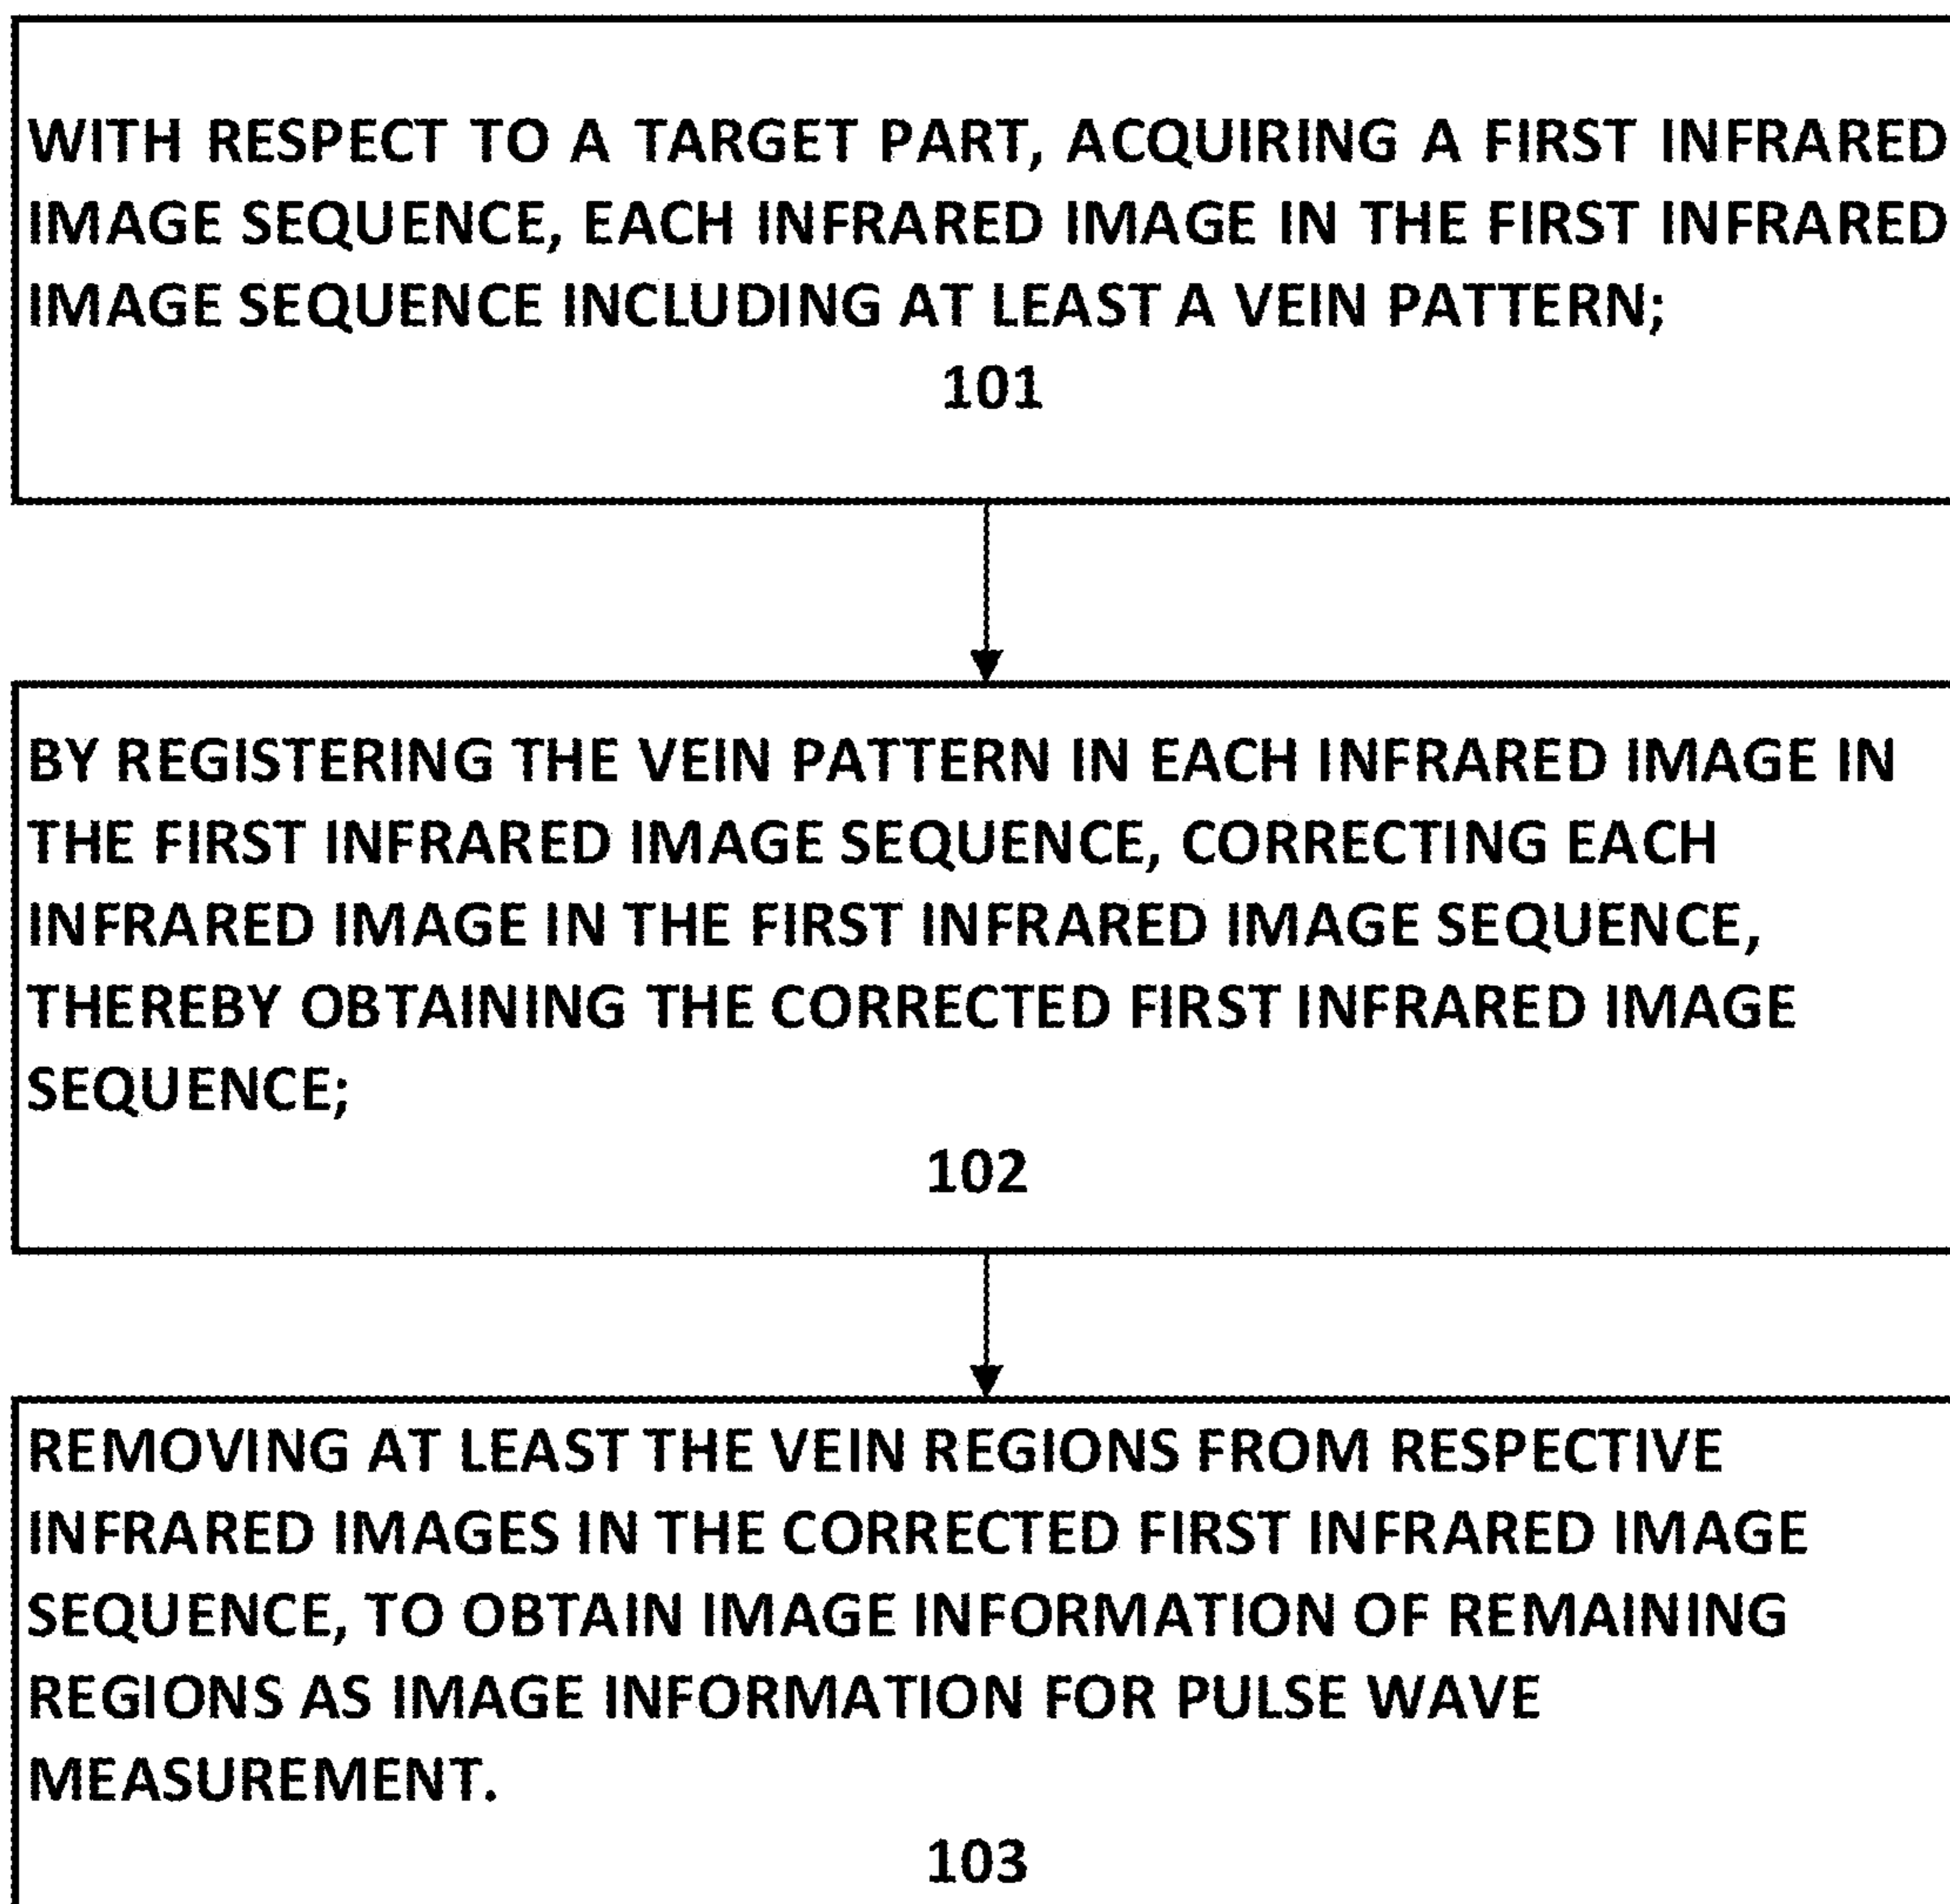 WITH RESPECT TO A TARGET PART, ACQUIRING A FIRST INFRARED
IMAGE SEQUENCE, EACH INFRARED IMAGE IN THE FIRST INFRARED
IMAGE SEQUENCE INCLUDING AT LEAST A VEIN PATTERN;
101
BY REGISTERING THE VEIN PATTERN IN EACH INFRARED IMAGE IN
THE FIRST INFRARED IMAGE SEQUENCE, CORRECTING EACH
INFRARED IMAGE IN THE FIRST INFRARED IMAGE SEQUENCE,
THEREBY OBTAINING THE CORRECTED FIRST INFRARED IMAGE
SEQUENCE;
102
REMOVING AT LEAST THE VEIN REGIONS FROM RESPECTIVE
INFRARED IMAGES IN THE CORRECTED FIRST INFRARED IMAGE
SEQUENCE, TO OBTAIN IMAGE INFORMATION OF REMAINING
REGIONS AS IMAGE INFORMATION FOR PULSE WAVE
MEASUREMENT.
103